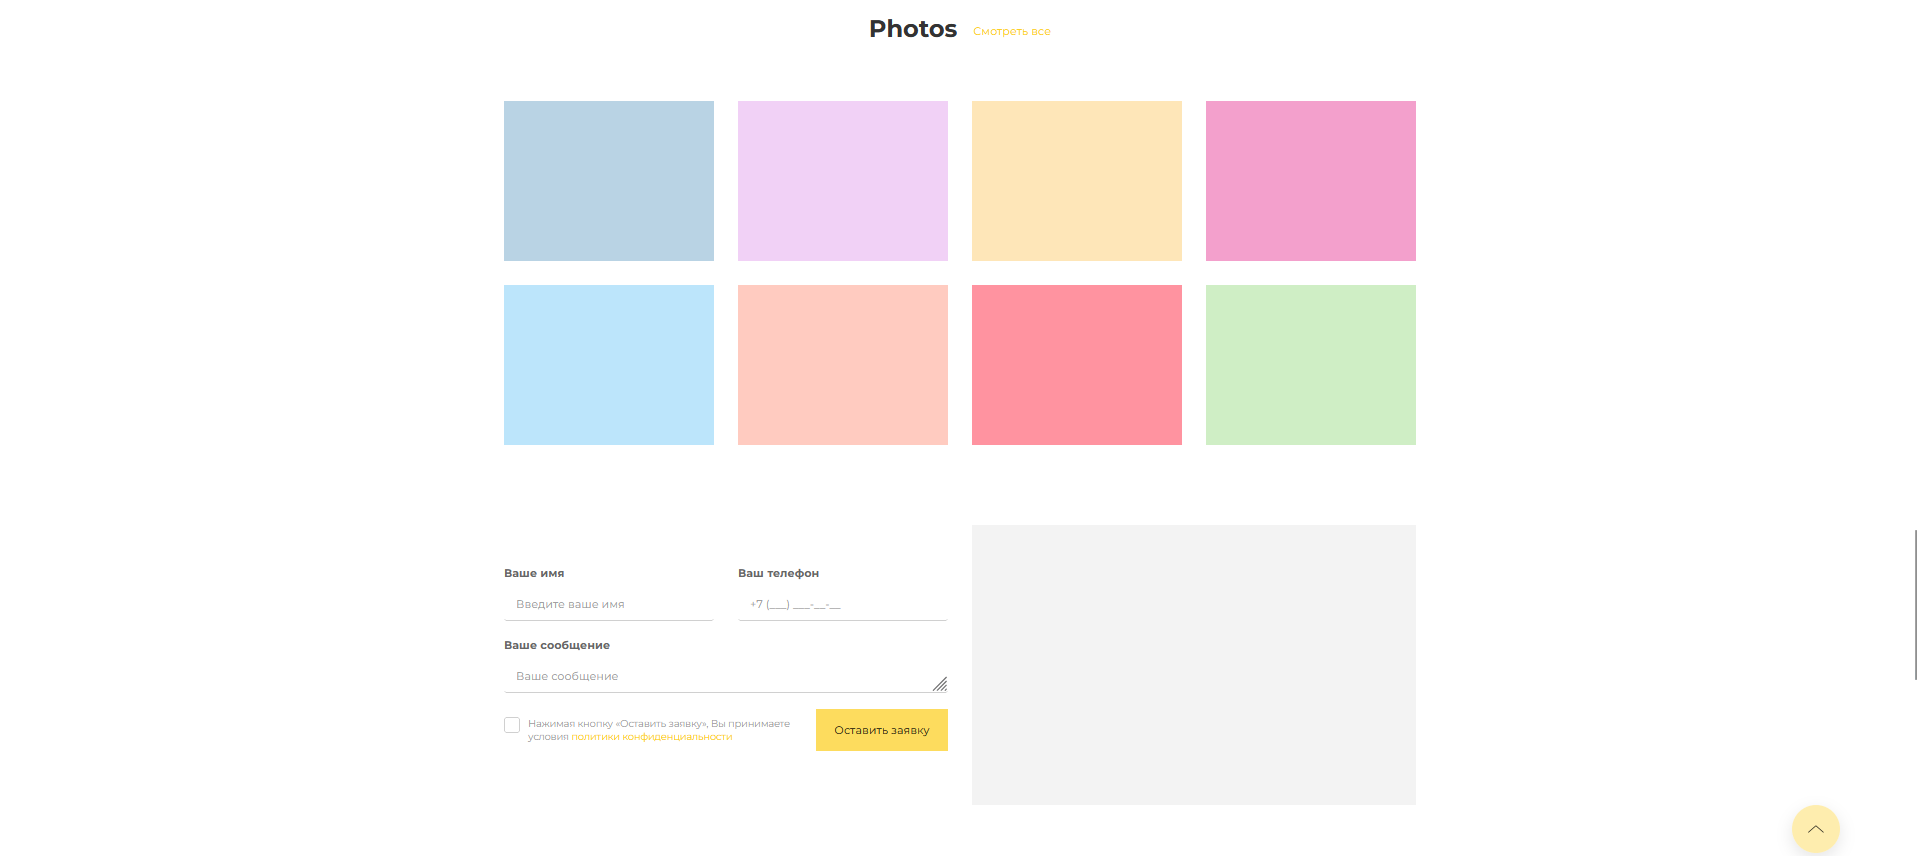 Photos Смотреть все
Ваше имя Ваш телефон
Введите ваше имя +7 (___) ___-__-__
Ваше сообщение
Ваше сообщение
Нажимая кнопку «Оставить заявку», Вы принимаете
условия политики конфиденциальности
Оставить заявку